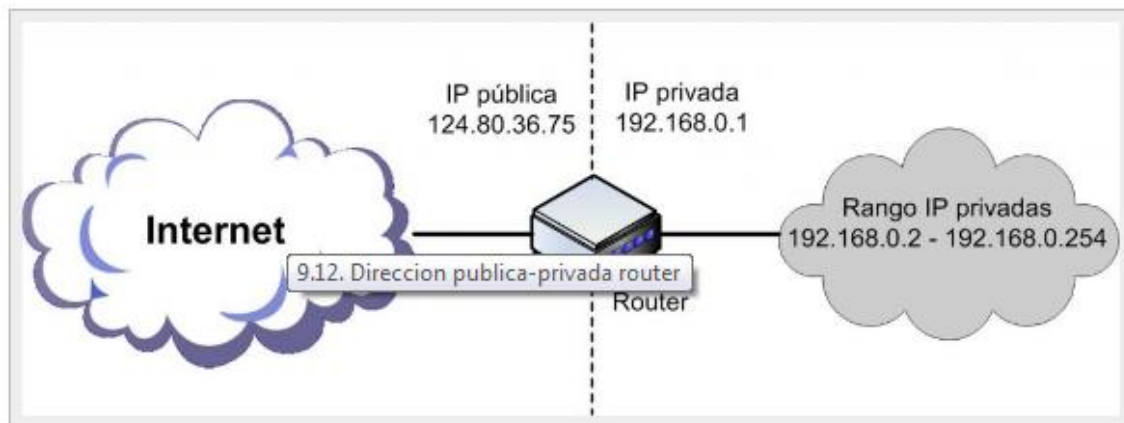 IP pública
124.80.36.75
IP privada
192.168.0.1
Internet
9.12. Direccion publica-privada router
Router
Rango IP privadas
192.168.0.2 - 192.168.0.254